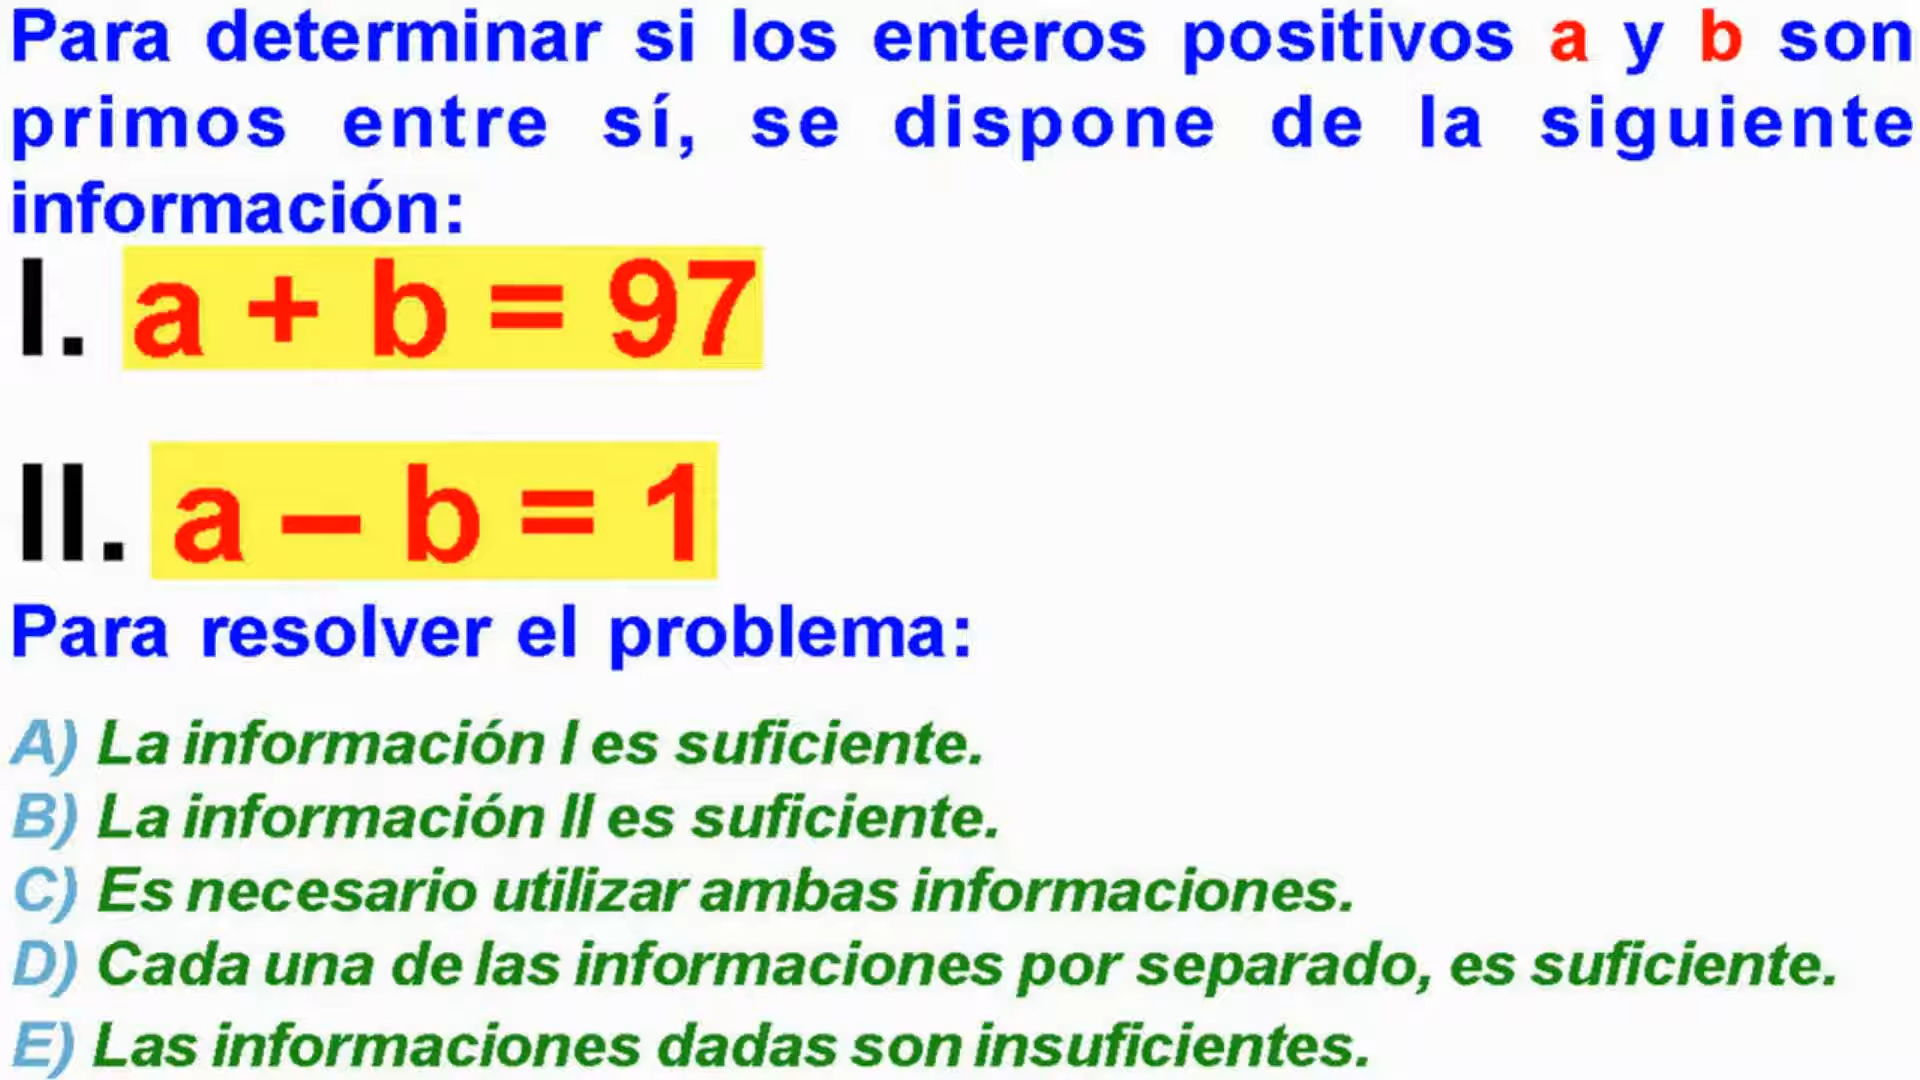 Para determinar si los enteros positivos a y b son
primos entre sí, se dispone de la siguiente
información:
I. a + b = 97
II. a – b = 1
Para resolver el problema:
A) La información I es suficiente.
B) La información II es suficiente.
C) Es necesario utilizar ambas informaciones.
D) Cada una de las informaciones por separado, es suficiente.
E) Las informaciones dadas son insuficientes.